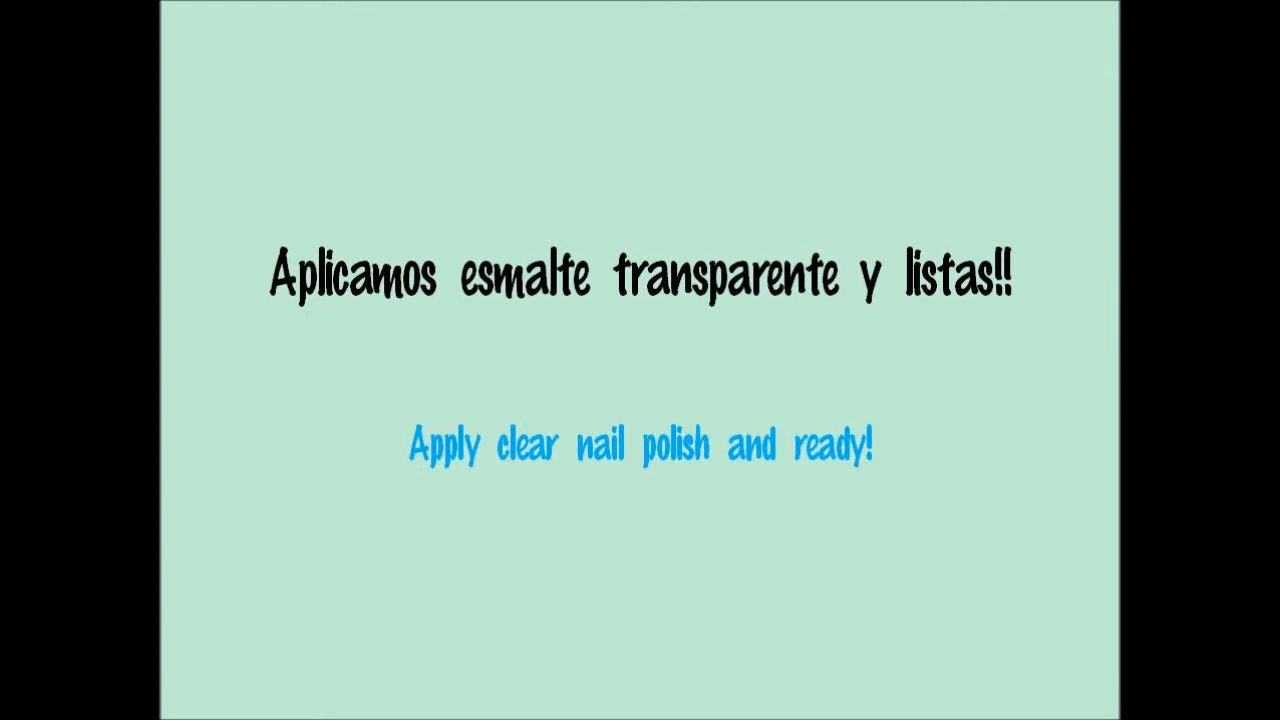 Aplicamos esmalte transparente y listas!!
Apply clear nail polish and ready!